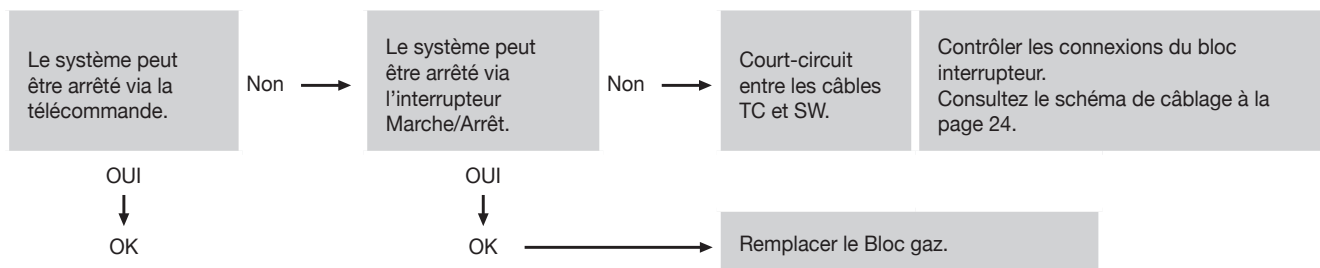 Le système peut
être arrêté via la
télécommande.
Non
Le système peut
être arrêté via
l'interrupteur
Marche/Arrêt.
Non
Court-circuit
entre les câbles
TC et SW.
Contrôler les connexions du bloc
interrupteur.
Consultez le schéma de câblage à la
page 24.
OUI
OUI
OK
OK
Remplacer le Bloc gaz.